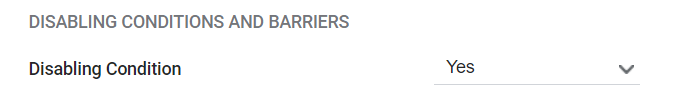 DISABLING CONDITIONS AND BARRIERS
Disabling Condition Yes